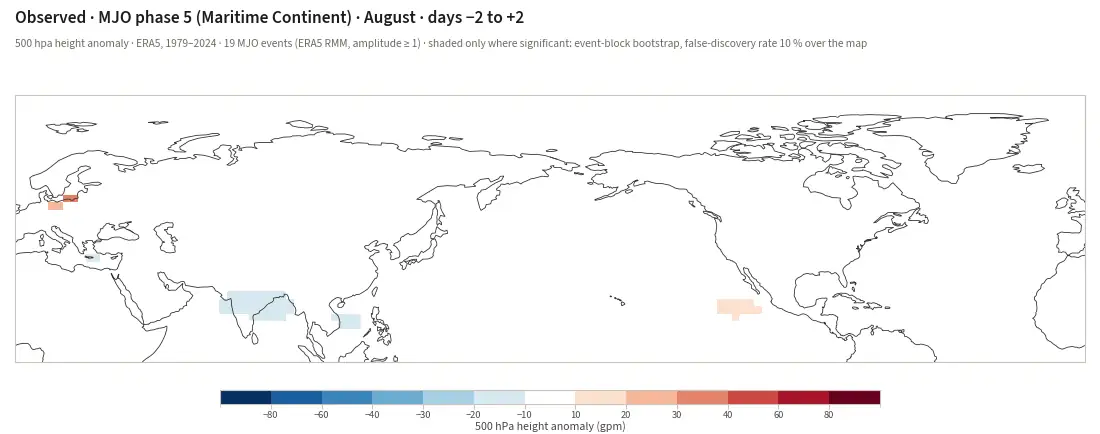 Observed · MJO phase 5 (Maritime Continent) · August · days −2 to +2
500 hpa height anomaly · ERA5, 1979–2024 · 19 MJO events (ERA5 RMM, amplitude ≥ 1) · shaded only where significant: event-block bootstrap, false-discovery rate 10 % over the map
−80 −60 −40 −30 −20 −10 10 20 30 40 60 80
500 hPa height anomaly (gpm)